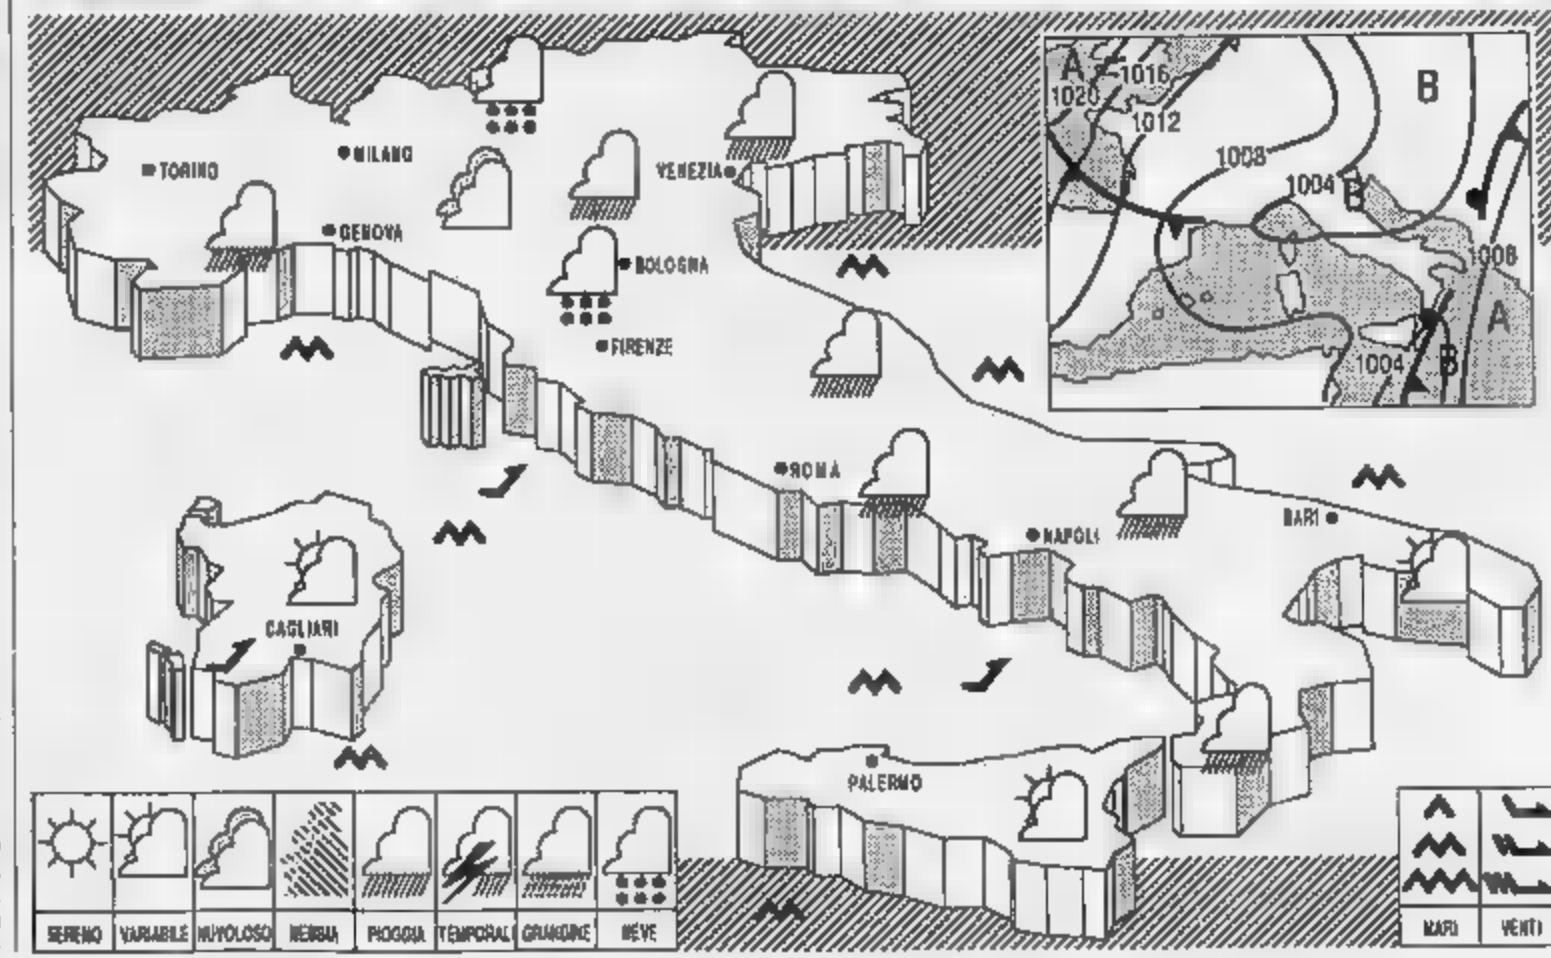 A
1016
1020
1012
B
1008
1004
B
1008
A
1004
B
TORINO
MILANO
VENEZIA
GENOVA
BOLOGNA
FIRENZE
ROMA
NAPOLI
BARI
CAGLIARI
PALERMO
SERENO VARIABILE NUVOLOSO NEBBIA PIOGGIA TEMPORALI GRANDINE NEVE
MARI VENTI